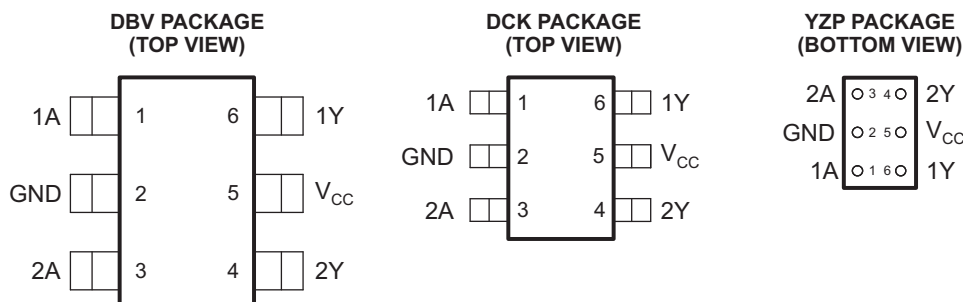 DBV PACKAGE
(TOP VIEW)
1A 1 6 1Y
GND 2 5 VCC
2A 3 4 2Y
DCK PACKAGE
(TOP VIEW)
1A 1 6 1Y
GND 2 5 VCC
2A 3 4 2Y
YZP PACKAGE
(BOTTOM VIEW)
2A 3 4 2Y
GND 2 5 VCC
1A 1 6 1Y